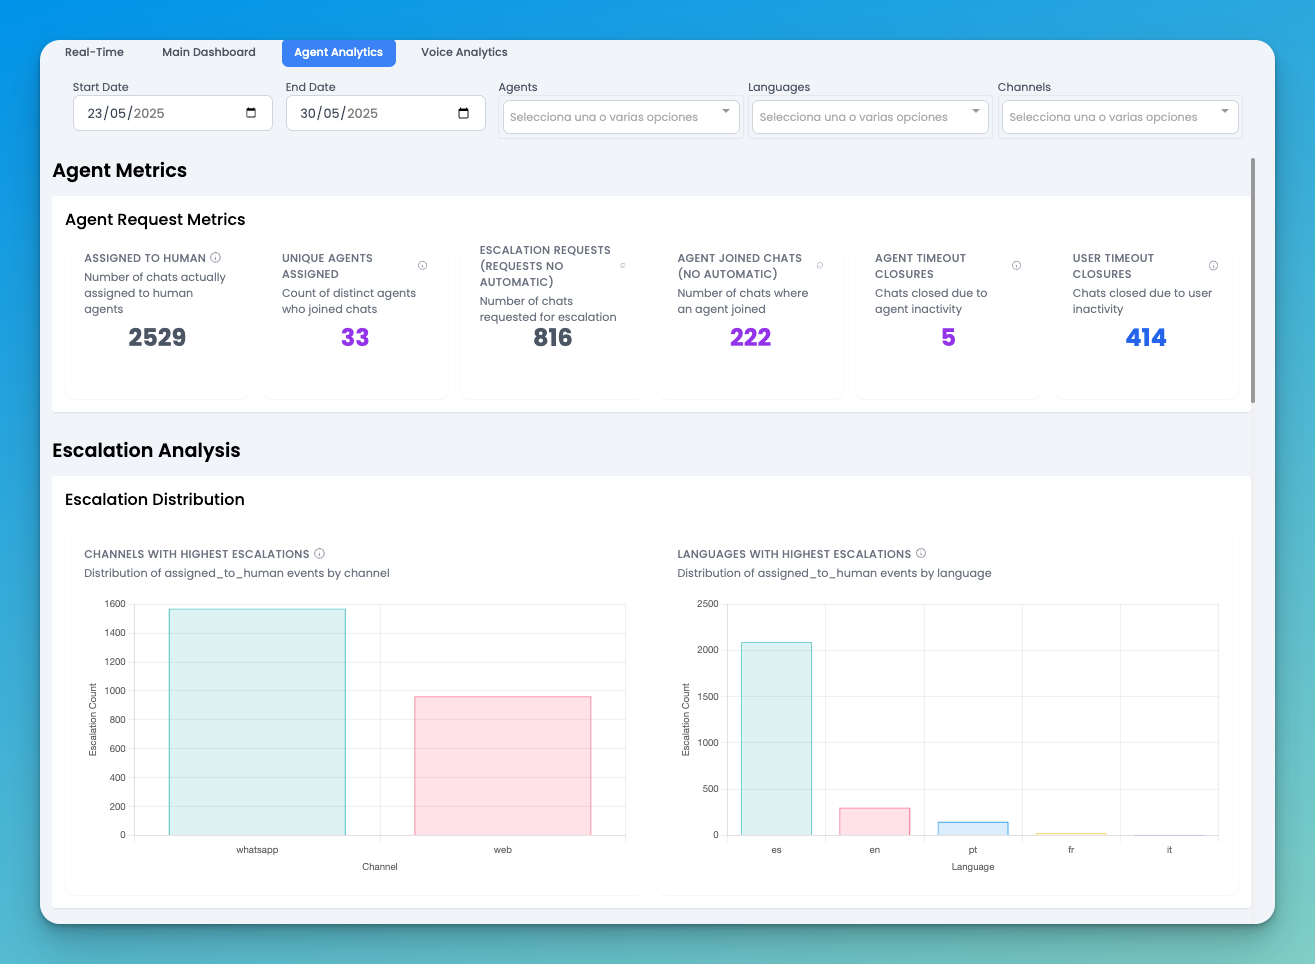 Real-Time Main Dashboard Agent Analytics Voice Analytics
Start Date End Date Agents Languages Channels
23/05/2025 30/05/2025 Selecciona una o varias opciones Selecciona una o varias opciones Selecciona una o varias opciones
Agent Metrics
Agent Request Metrics
ASSIGNED TO HUMAN
Number of chats actually
assigned to human
agents
2529
UNIQUE AGENTS
ASSIGNED
Count of distinct agents
who joined chats
33
ESCALATION REQUESTS
(REQUESTS NO
AUTOMATIC)
Number of chats
requested for escalation
816
AGENT JOINED CHATS
(NO AUTOMATIC)
Number of chats where
an agent joined
222
AGENT TIMEOUT
CLOSURES
Chats closed due to
agent inactivity
5
USER TIMEOUT
CLOSURES
Chats closed due to user
inactivity
414
Escalation Analysis
Escalation Distribution
CHANNELS WITH HIGHEST ESCALATIONS
Distribution of assigned_to_human events by channel
Escalation Count
1600
1400
1200
1000
800
600
400
200
0
whatsapp web
Channel
LANGUAGES WITH HIGHEST ESCALATIONS
Distribution of assigned_to_human events by language
Escalation Count
2500
2000
1500
1000
500
0
es en pt fr it
Language